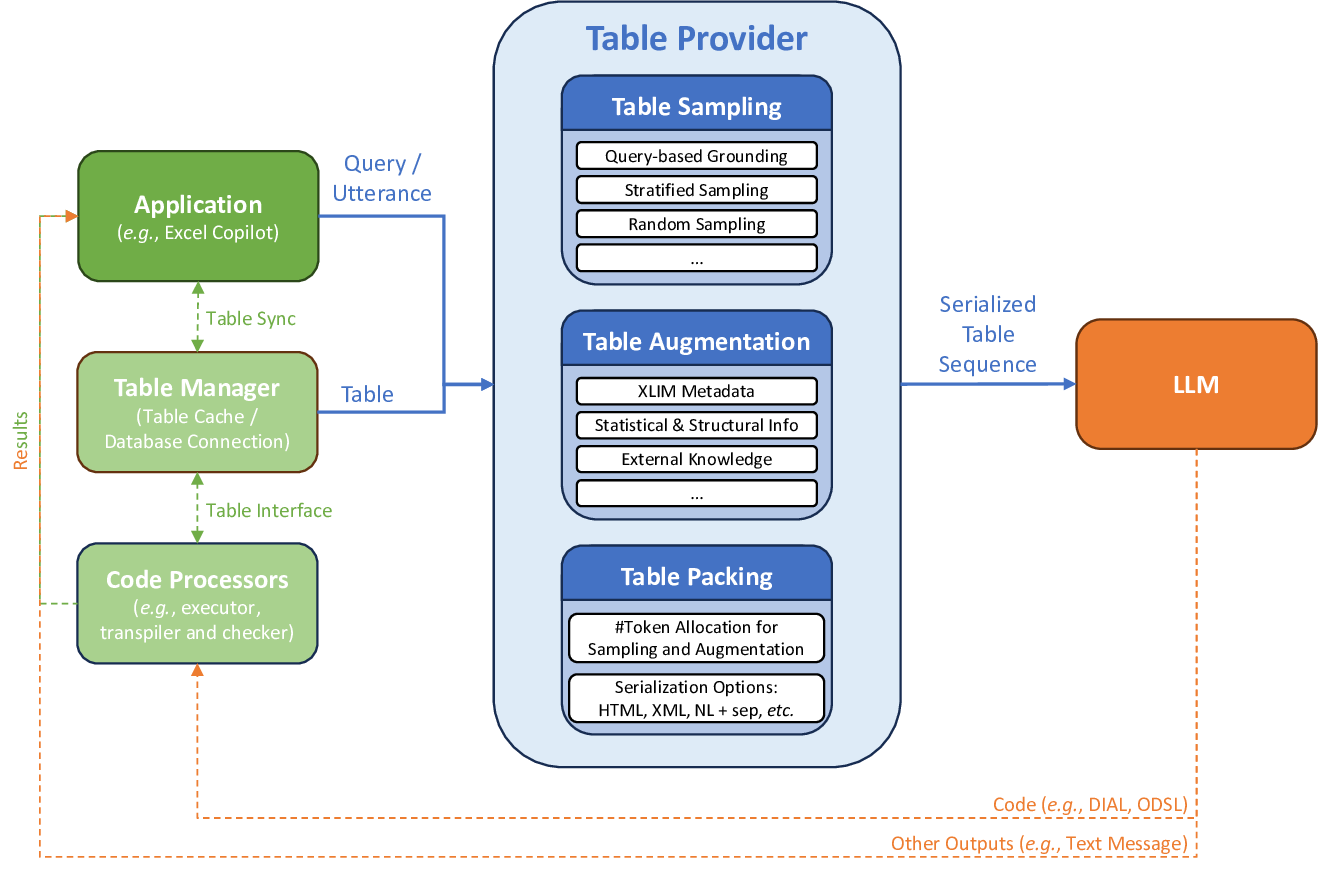 Table Provider
Table Sampling
Query-based Grounding
Stratified Sampling
Random Sampling
...
Table Augmentation
XLIM Metadata
Statistical & Structural Info
External Knowledge
...
Table Packing
#Token Allocation for
Sampling and Augmentation
Serialization Options:
HTML, XML, NL + sep, etc.
Application
(e.g., Excel Copilot)
Table Sync
Table Manager
(Table Cache /
Database Connection)
Table Interface
Code Processors
(e.g., executor,
transpiler and checker)
Results
Query /
Utterance
Table
Serialized
Table
Sequence
LLM
Code (e.g., DIAL, ODSL)
Other Outputs (e.g., Text Message)